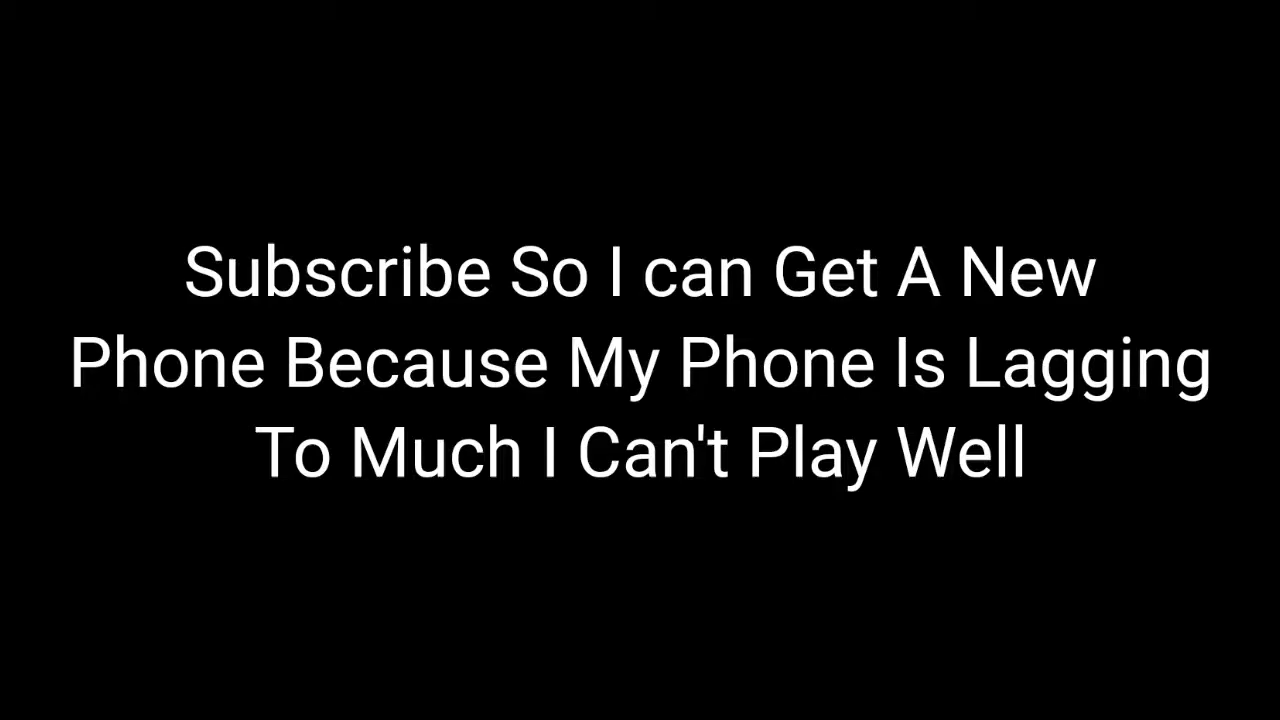 Subscribe So I can Get A New
Phone Because My Phone Is Lagging
To Much I Can't Play Well